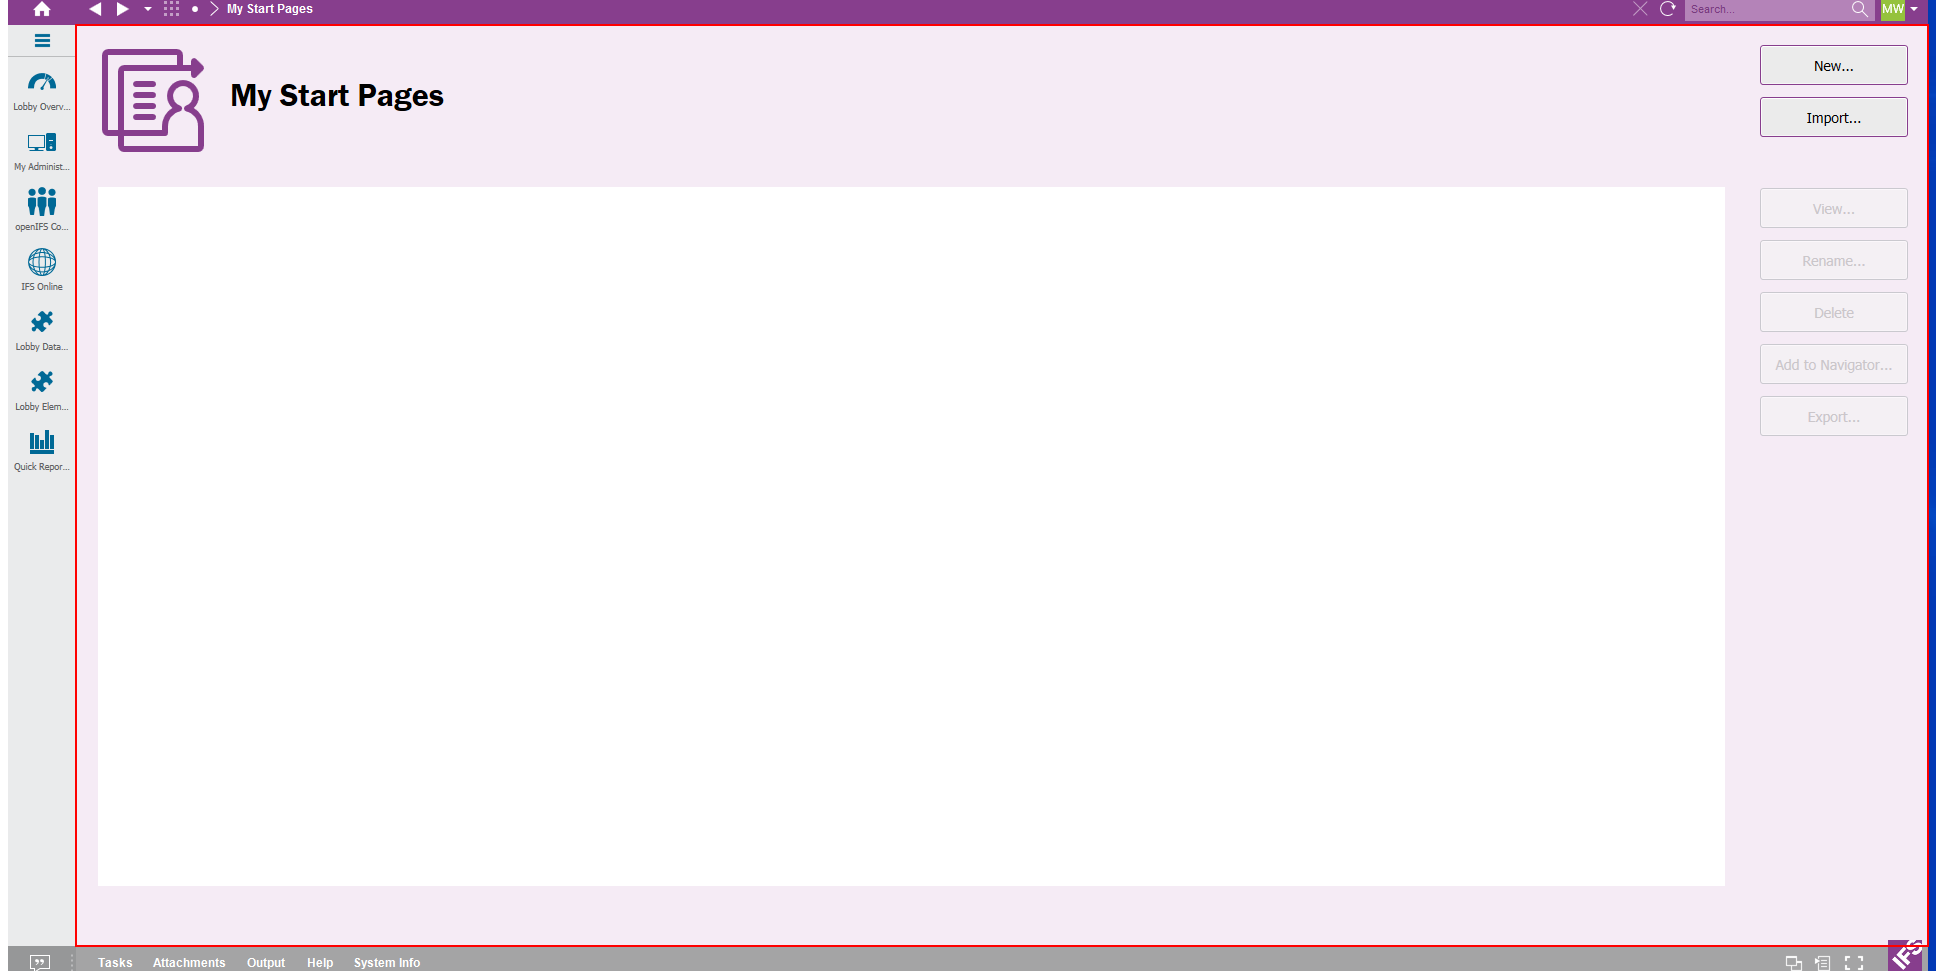 My Start Pages
Search...
MW
Lobby Overv...
My Administ...
openIFS Co...
IFS Online
Lobby Data...
Lobby Elem...
Quick Repor...
My Start Pages
New...
Import...
View...
Rename...
Delete
Add to Navigator...
Export...
Tasks Attachments Output Help System Info
IFS